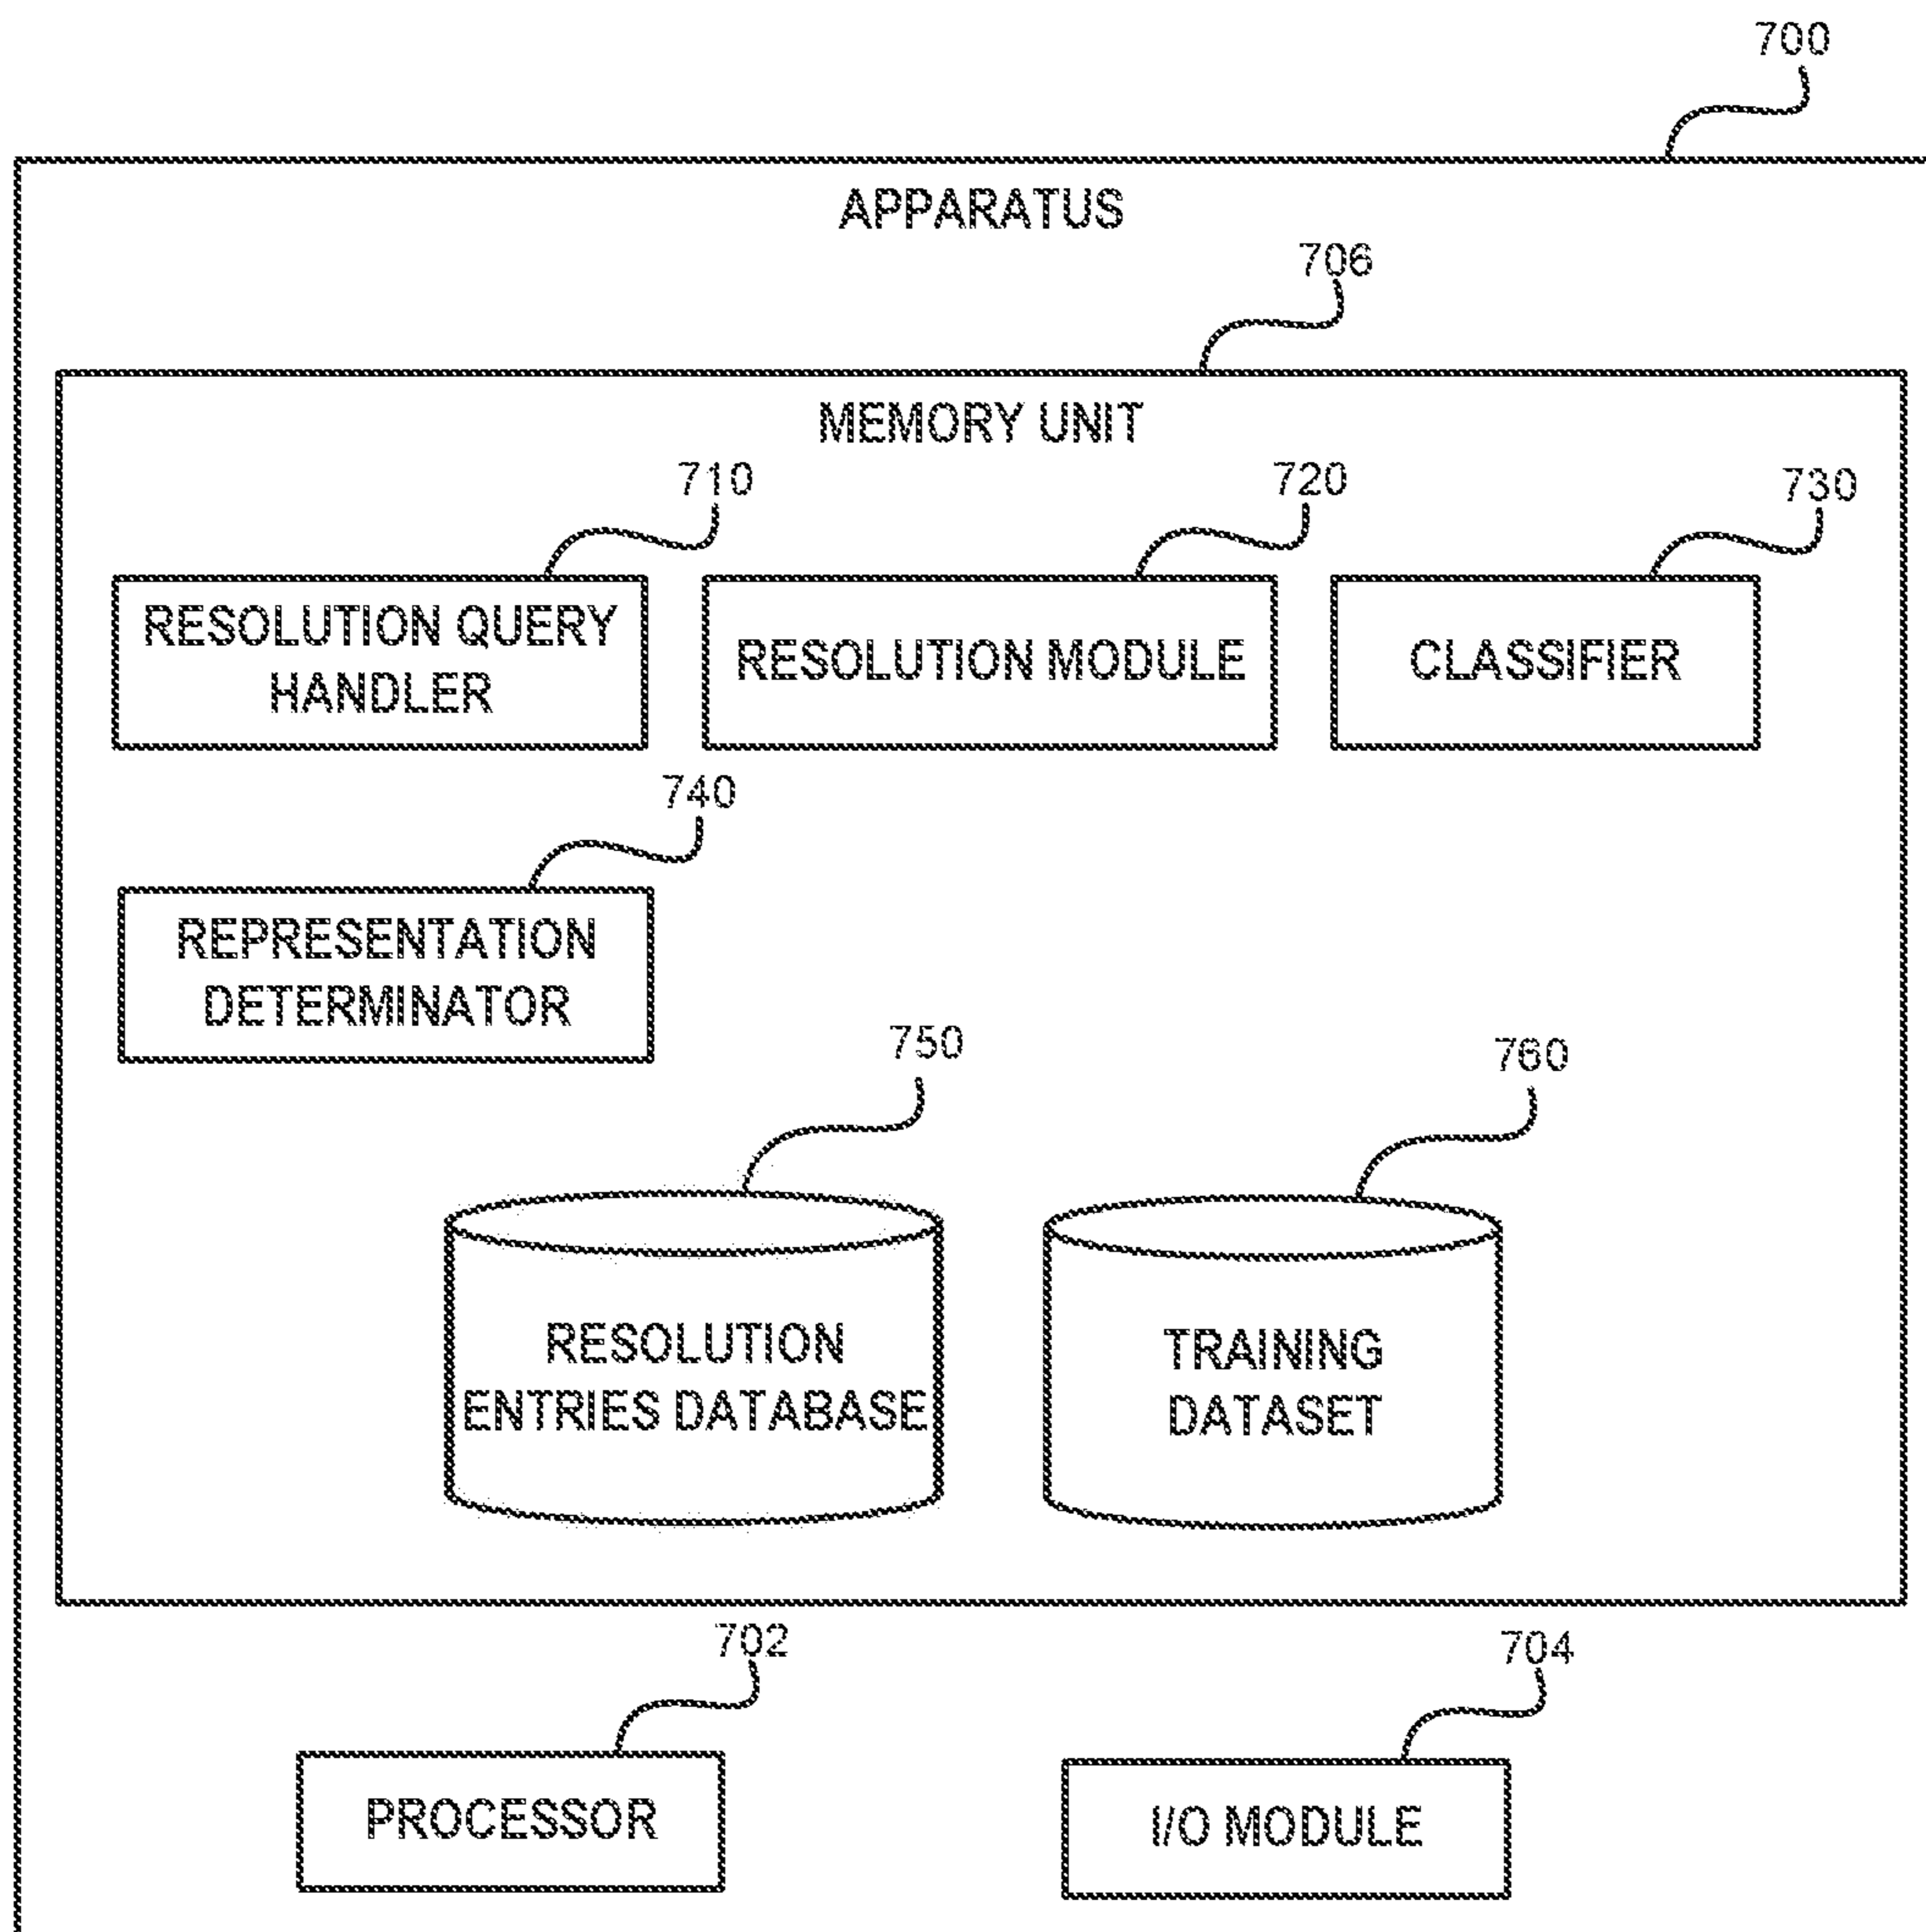 700
APPARATUS
706
MEMORY UNIT
710
720
730
RESOLUTION QUERY
HANDLER
RESOLUTION MODULE
CLASSIFIER
740
REPRESENTATION
DETERMINATOR
750
760
RESOLUTION
ENTRIES DATABASE
TRAINING
DATASET
702
704
PROCESSOR
I/O MODULE